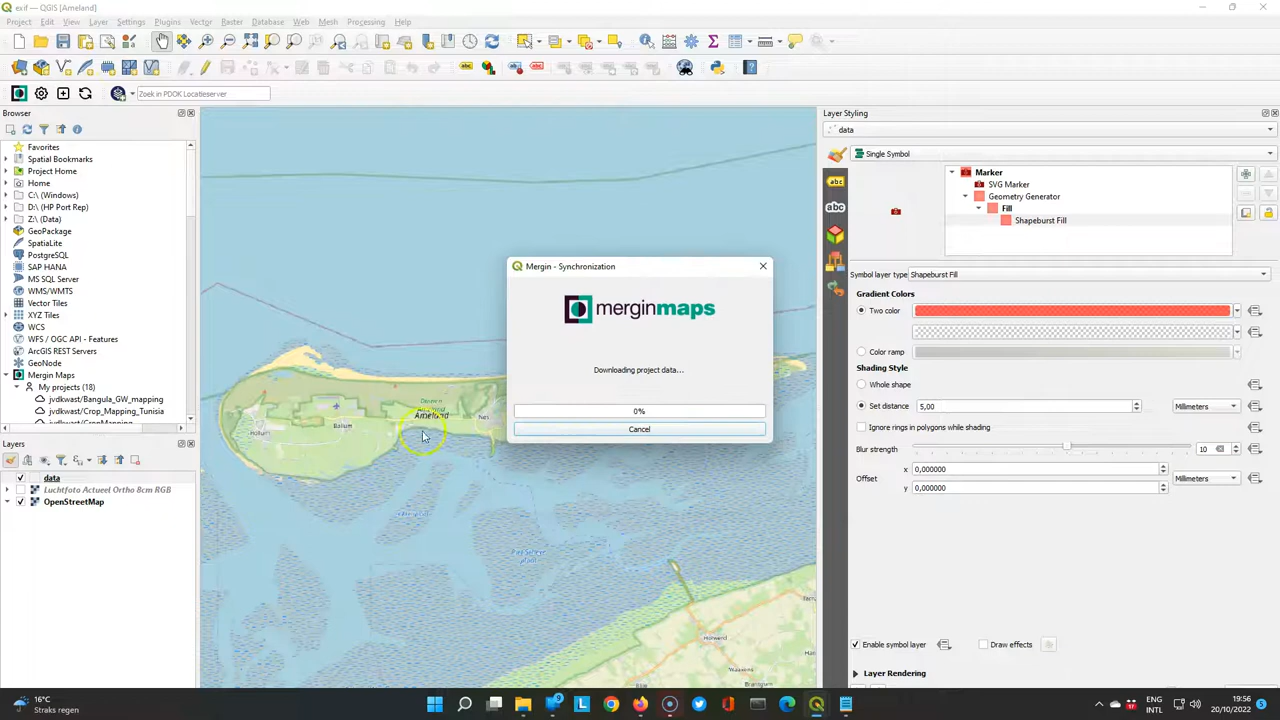 exif — QGIS [Ameland]
Project Edit View Layer Settings Plugins Vector Raster Database Web Mesh Processing Help
Zoek in PDOK Locatieserver
Browser
Favorites
Spatial Bookmarks
Project Home
Home
C:\ (Windows)
D:\ (HP Port Rep)
Z:\ (Data)
GeoPackage
SpatiaLite
PostgreSQL
SAP HANA
MS SQL Server
WMS/WMTS
Vector Tiles
XYZ Tiles
WCS
WFS / OGC API - Features
ArcGIS REST Servers
GeoNode
Mergin Maps
My projects (18)
jvdkwast/Bangula_GW_mapping
jvdkwast/Crop_Mapping_Tunisia
Layers
data
Luchtfoto Actueel Ortho 8cm RGB
OpenStreetMap
Hollum
Ballum
Ameland
Nes
Holwerd
Mergin - Synchronization
merginmaps
Downloading project data...
0%
Cancel
Layer Styling
data
Single Symbol
Marker
SVG Marker
Geometry Generator
Fill
Shapeburst Fill
Symbol layer type Shapeburst Fill
Gradient Colors
Two color
Color ramp
Shading Style
Whole shape
Set distance 5,00 Millimeters
Ignore rings in polygons while shading
Blur strength 10
Offset x 0,000000 Millimeters
y 0,000000
Enable symbol layer Draw effects
Layer Rendering
16°C
Straks regen
ENG
INTL
19:56
20/10/2022